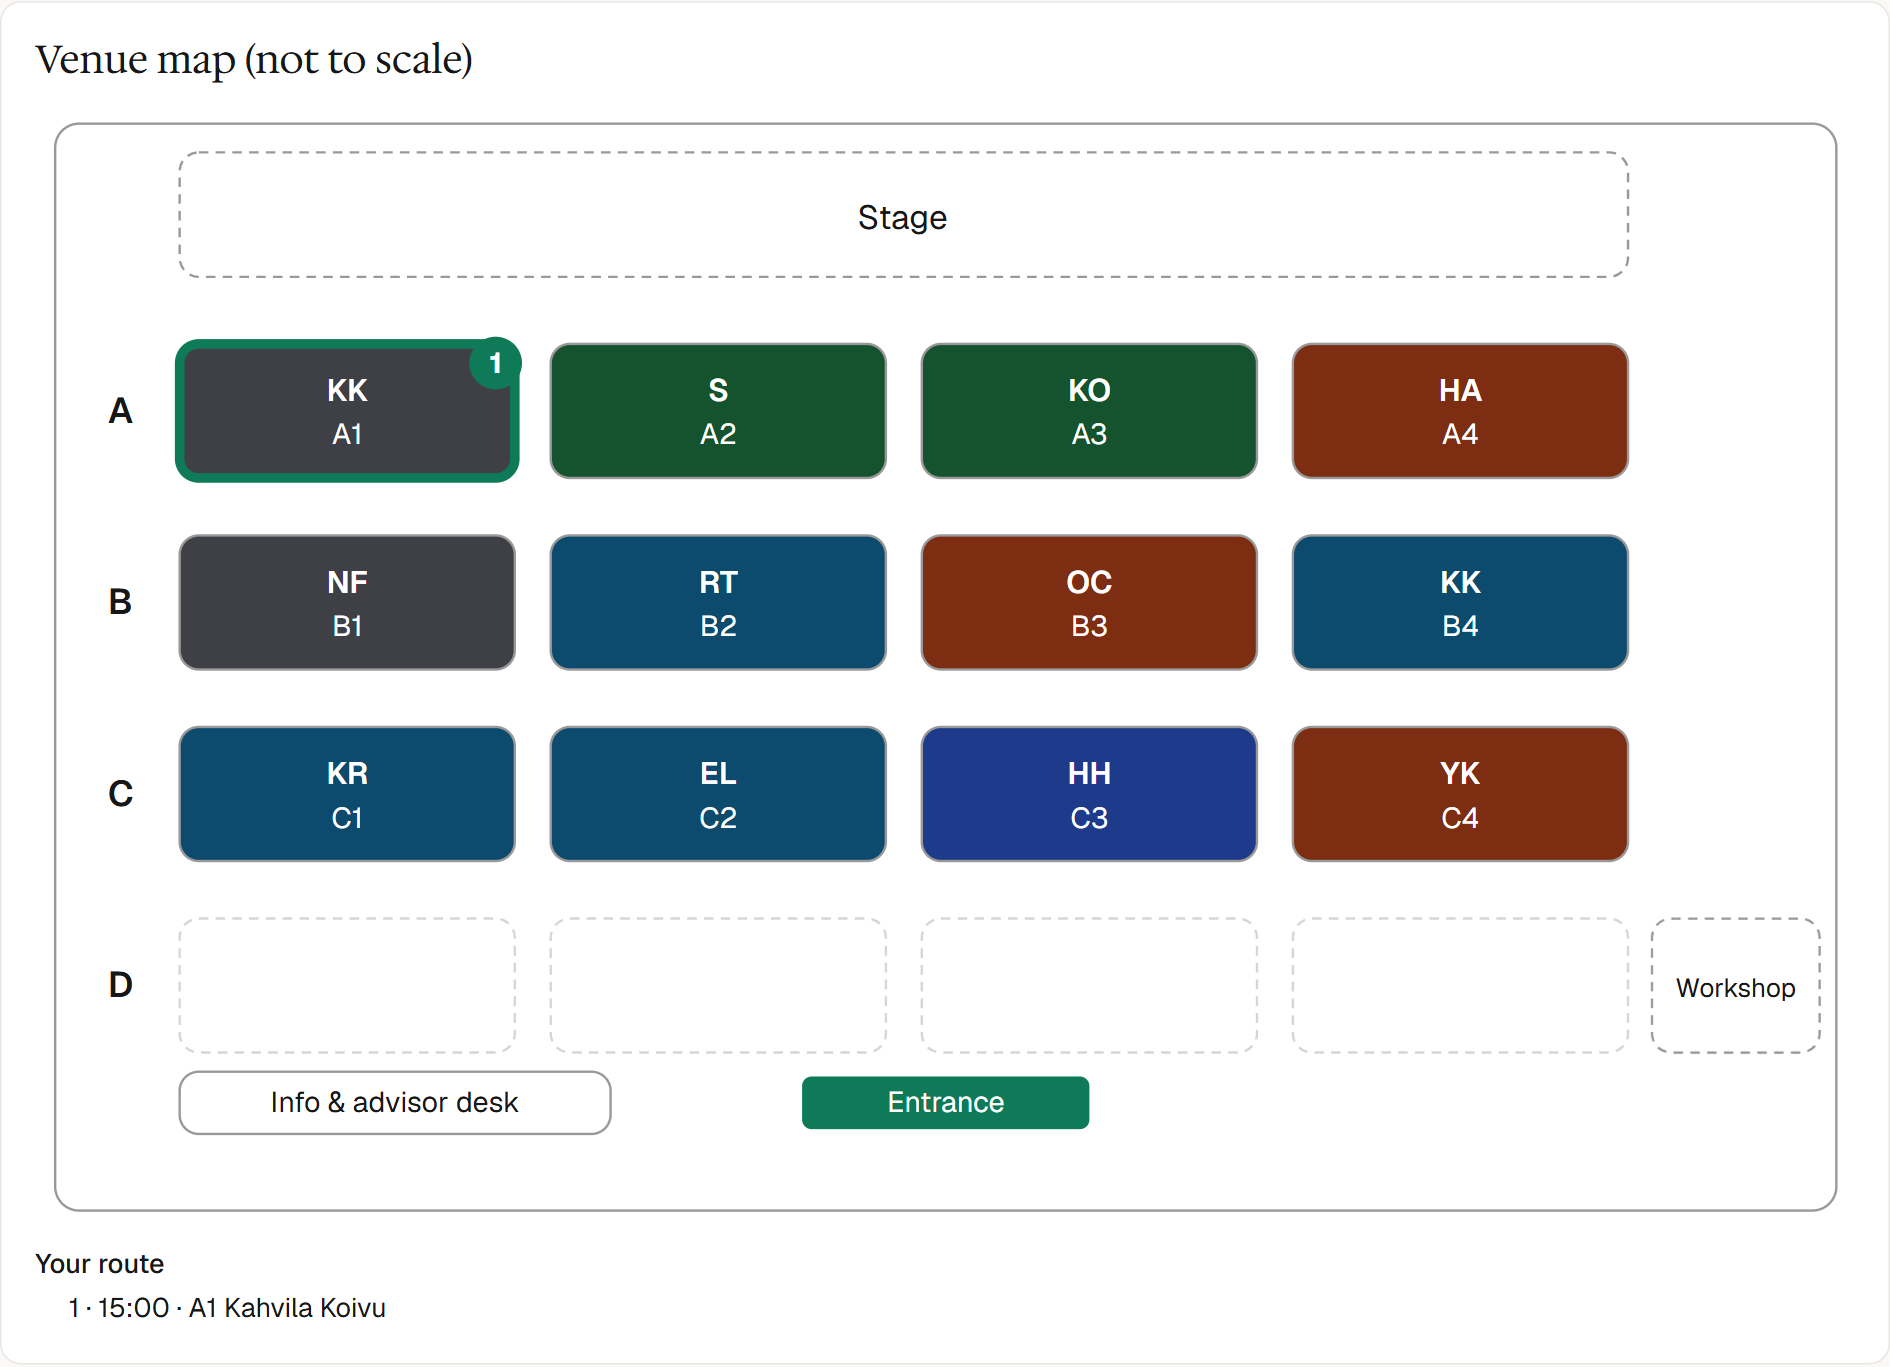 Venue map (not to scale)
Stage
A
KK
A1
1
S
A2
KO
A3
HA
A4
B
NF
B1
RT
B2
OC
B3
KK
B4
C
KR
C1
EL
C2
HH
C3
YK
C4
D
Workshop
Info & advisor desk
Entrance
Your route
1 · 15:00 · A1 Kahvila Koivu